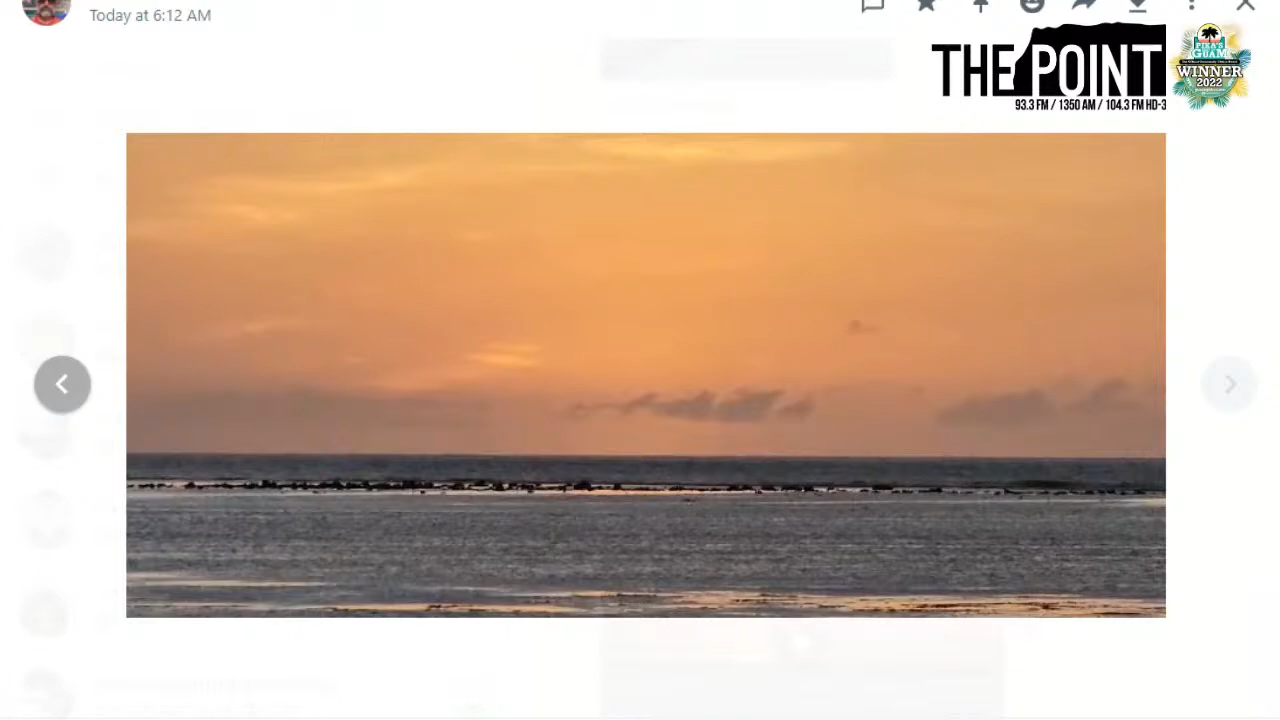 Today at 6:12 AM
THE POINT
93.3 FM / 1350 AM / 104.3 FM HD-3
GUAM
WINNER
2022